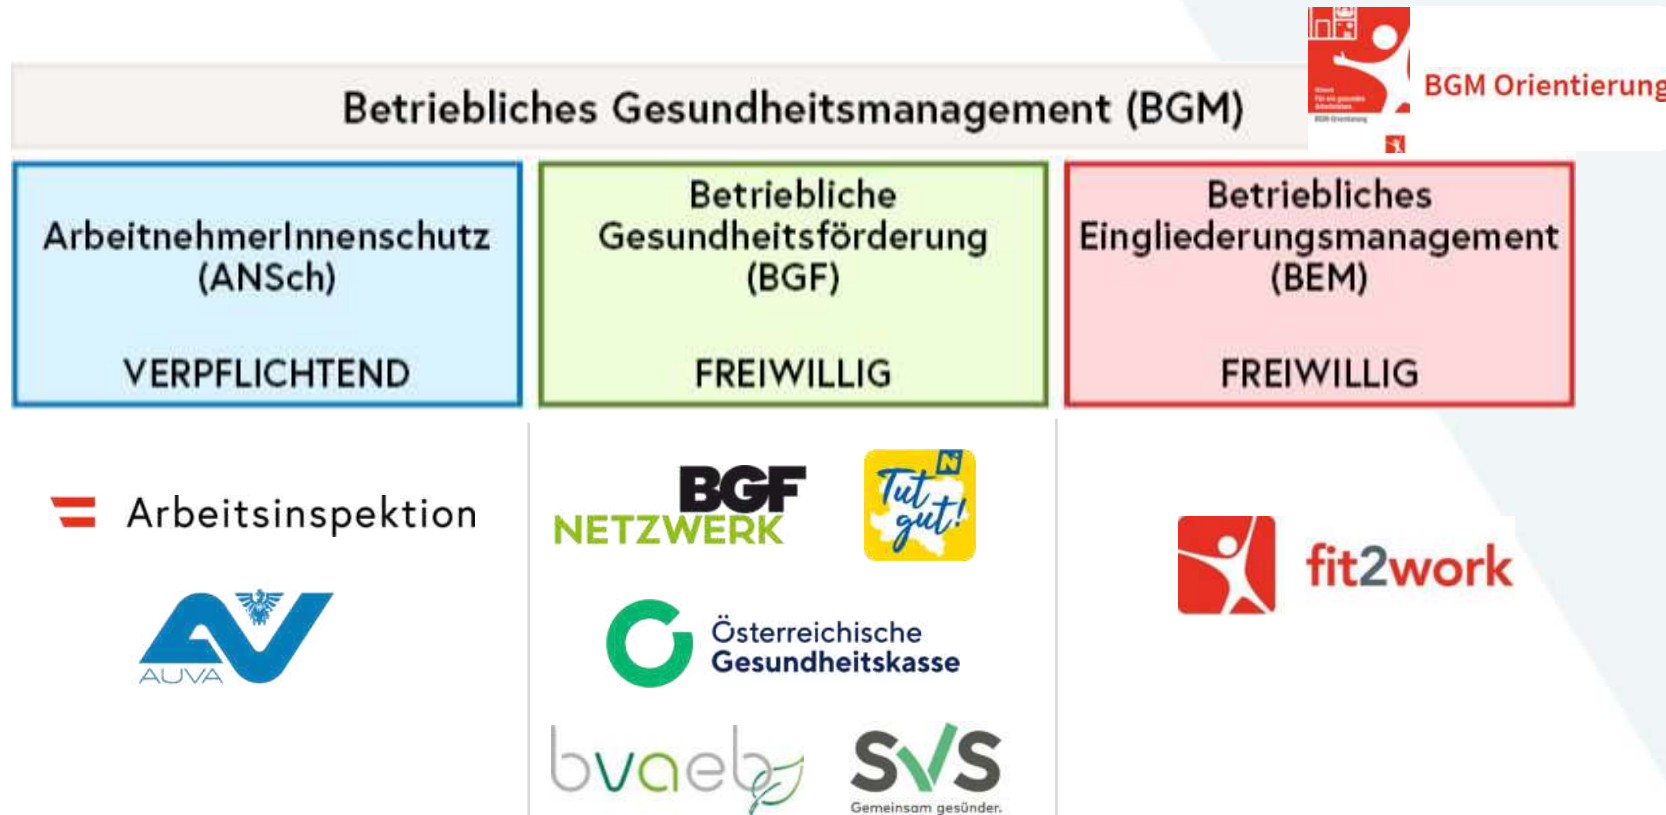 Betriebliches Gesundheitsmanagement (BGM)
BGM Orientierung
ArbeitnehmerInnenschutz
(ANSch)
VERPFLICHTEND
Betriebliche
Gesundheitsförderung
(BGF)
FREIWILLIG
Betriebliches
Eingliederungsmanagement
(BEM)
FREIWILLIG
Arbeitsinspektion
AUVA
BGF
NETZWERK
Tut
gut!
N
Österreichische
Gesundheitskasse
bvaeb
SVS
Gemeinsam gesünder.
fit2work